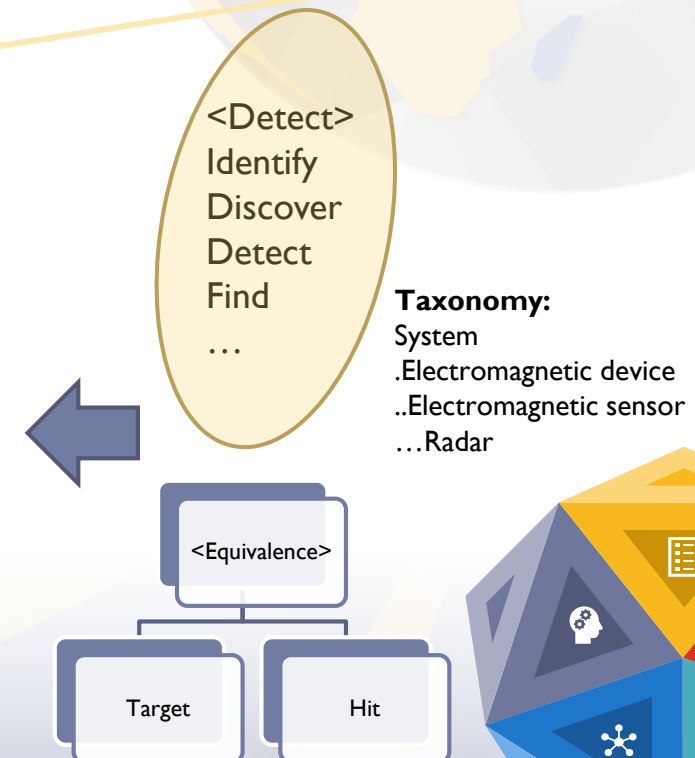 <Detect>
Identify
Discover
Detect
Find
…
Taxonomy:
System
.Electromagnetic device
..Electromagnetic sensor
…Radar
<Equivalence>
Target
Hit